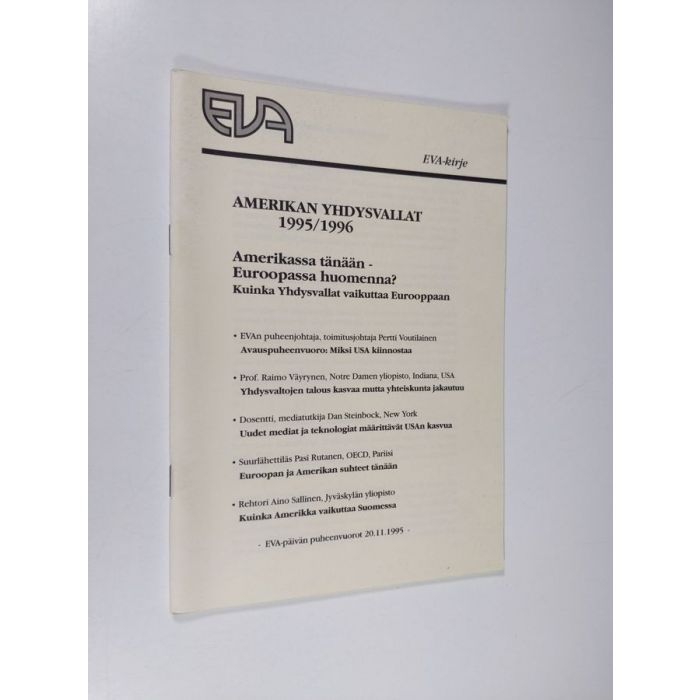 EVA
EVA-kirje
AMERIKAN YHDYSVALLAT
1995/1996
Amerikassa tänään -
Euroopassa huomenna?
Kuinka Yhdysvallat vaikuttaa Eurooppaan
• EVAn puheenjohtaja, toimitusjohtaja Pertti Voutilainen
Avauspuheenvuoro: Miksi USA kiinnostaa
• Prof. Raimo Väyrynen, Notre Damen yliopisto, Indiana, USA
Yhdysvaltojen talous kasvaa mutta yhteiskunta jakautuu
• Dosentti, mediatutkija Dan Steinbock, New York
Uudet mediat ja teknologiat määrittävät USAn kasvua
• Suurlähettiläs Pasi Rutanen, OECD, Pariisi
Euroopan ja Amerikan suhteet tänään
• Rehtori Aino Sallinen, Jyväskylän yliopisto
Kuinka Amerikka vaikuttaa Suomessa
- EVA-päivän puheenvuorot 20.11.1995 -